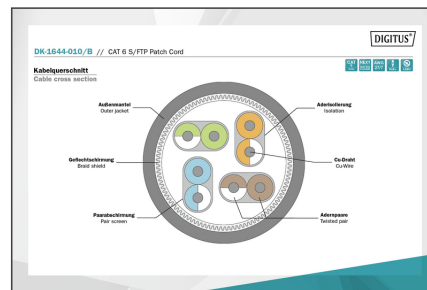 DIGITUS®
DK-1644-010/B // CAT 6 S/FTP Patch Cord
Kabelquerschnitt
Cable cross section
Außenmantel
Outer jacket
Aderisolierung
Isolation
Geflechtschirmung
Braid shield
Cu-Draht
Cu-Wire
Paarabschirmung
Pair screen
Adernpaare
Twisted pair